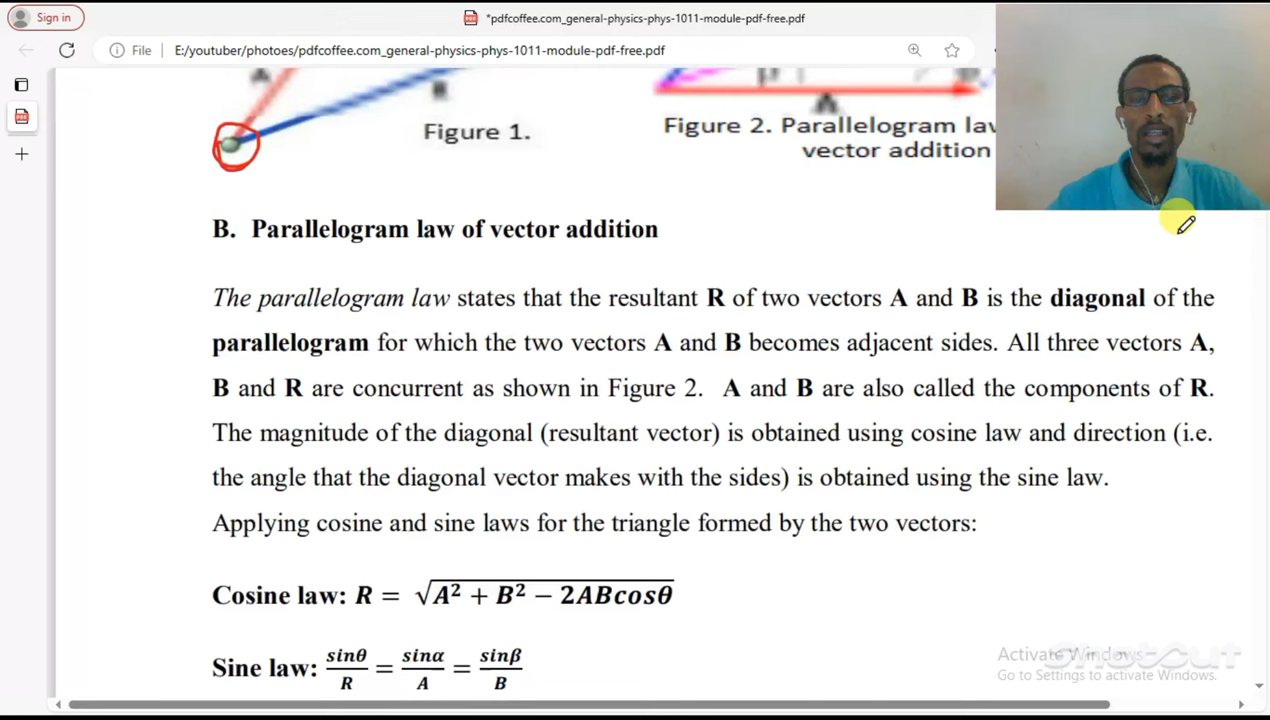 Sign in
*pdfcoffee.com_general-physics-phys-1011-module-pdf-free.pdf
File | E:/youtuber/photoes/pdfcoffee.com_general-physics-phys-1011-module-pdf-free.pdf
A
R
Figure 1.
A
Figure 2. Parallelogram
vector addition
B. Parallelogram law of vector addition
The parallelogram law states that the resultant R of two vectors A and B is the diagonal of the
parallelogram for which the two vectors A and B becomes adjacent sides. All three vectors A,
B and R are concurrent as shown in Figure 2. A and B are also called the components of R.
The magnitude of the diagonal (resultant vector) is obtained using cosine law and direction (i.e.
the angle that the diagonal vector makes with the sides) is obtained using the sine law.
Applying cosine and sine laws for the triangle formed by the two vectors:
Cosine law: R = √A² + B² − 2ABcosθ
Sine law: sinθ/R = sinα/A = sinβ/B
Activate Windows
Go to Settings to activate Windows.
Shotcut